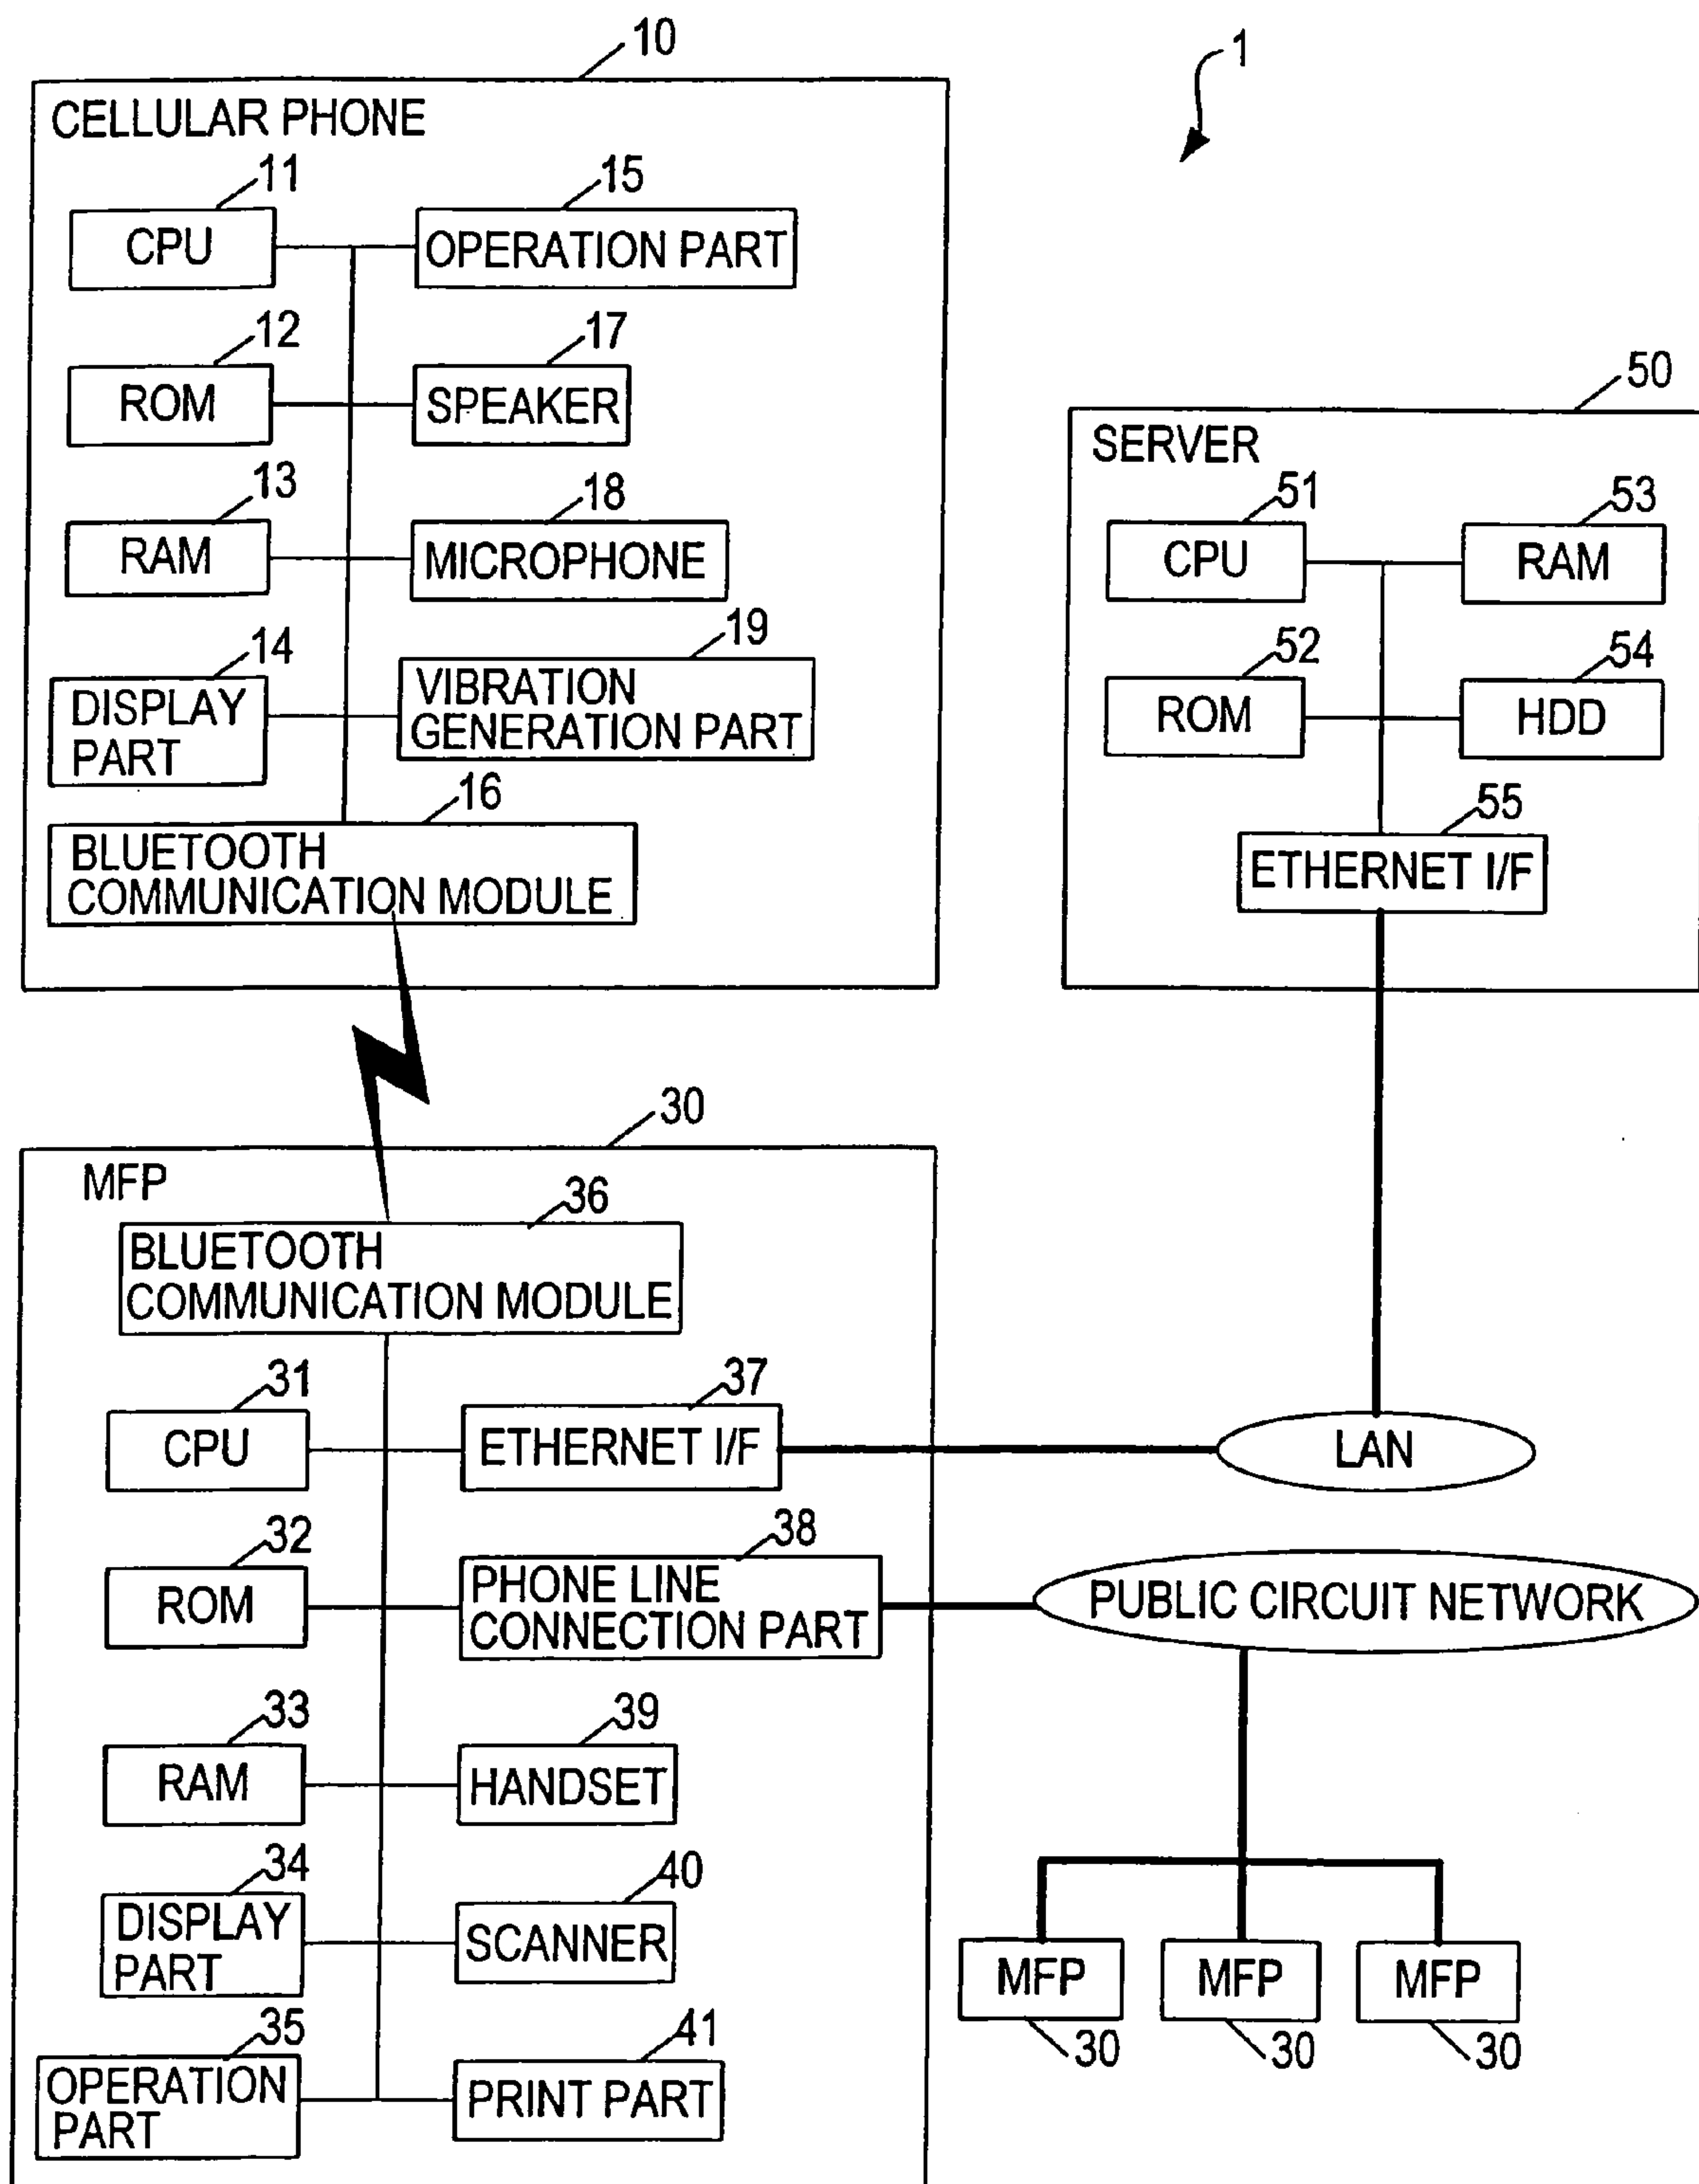 10
1
CELLULAR PHONE
11
15
CPU
OPERATION PART
12
17
ROM
SPEAKER
13
18
RAM
MICROPHONE
14
19
DISPLAY
PART
VIBRATION
GENERATION PART
16
BLUETOOTH
COMMUNICATION MODULE
50
SERVER
51
53
CPU
RAM
52
54
ROM
HDD
55
ETHERNET I/F
30
MFP
36
BLUETOOTH
COMMUNICATION MODULE
31
37
CPU
ETHERNET I/F
LAN
32
38
ROM
PHONE LINE
CONNECTION PART
PUBLIC CIRCUIT NETWORK
33
39
RAM
HANDSET
34
40
DISPLAY
PART
SCANNER
35
41
OPERATION
PART
PRINT PART
MFP
MFP
MFP
30
30
30